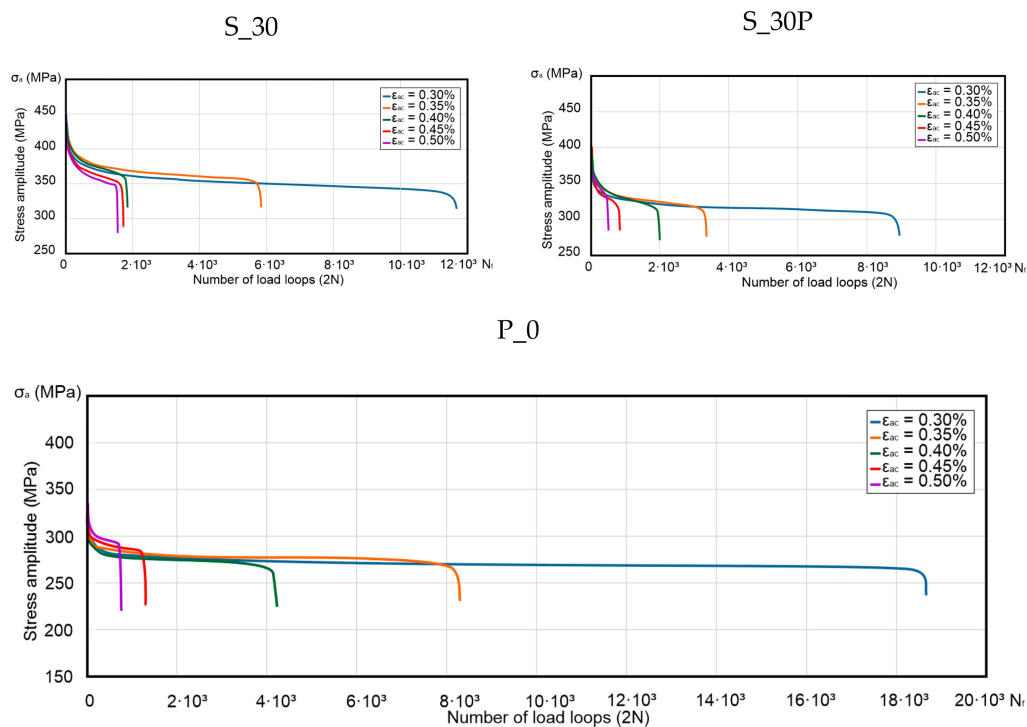 S_30
σₐ (MPa)
Stress amplitude (MPa)
450
400
350
300
250
εac = 0.30%
εac = 0.35%
εac = 0.40%
εac = 0.45%
εac = 0.50%
0
2·10³
4·10³
6·10³
8·10³
10·10³
12·10³ Nf
Number of load loops (2N)
S_30P
σₐ (MPa)
Stress amplitude (MPa)
450
400
350
300
250
εac = 0.30%
εac = 0.35%
εac = 0.40%
εac = 0.45%
εac = 0.50%
0
2·10³
4·10³
6·10³
8·10³
10·10³
12·10³ Nf
Number of load loops (2N)
P_0
σₐ (MPa)
Stress amplitude (MPa)
400
350
300
250
200
150
εac = 0.30%
εac = 0.35%
εac = 0.40%
εac = 0.45%
εac = 0.50%
0
2·10³
4·10³
6·10³
8·10³
10·10³
12·10³
14·10³
16·10³
18·10³
20·10³ Nf
Number of load loops (2N)